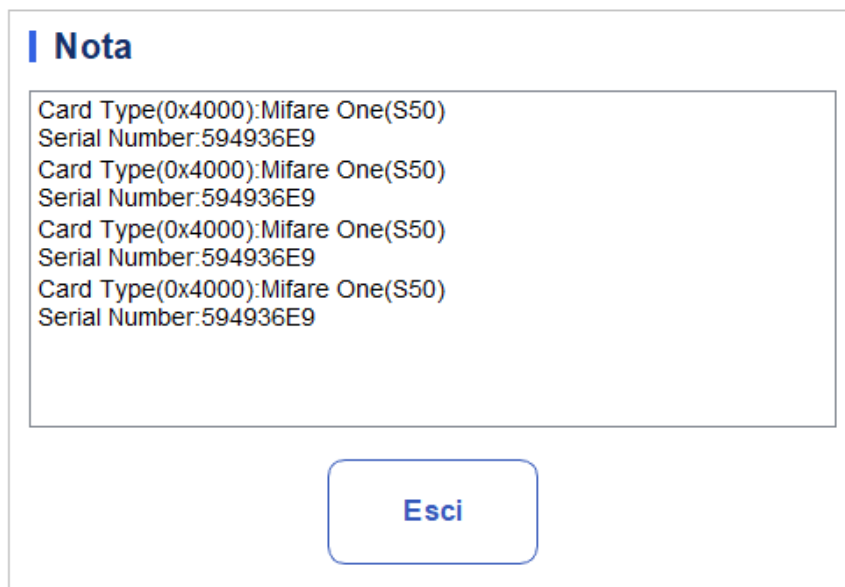 Nota
Card Type(0x4000):Mifare One(S50)
Serial Number:594936E9
Card Type(0x4000):Mifare One(S50)
Serial Number:594936E9
Card Type(0x4000):Mifare One(S50)
Serial Number:594936E9
Card Type(0x4000):Mifare One(S50)
Serial Number:594936E9
Esci